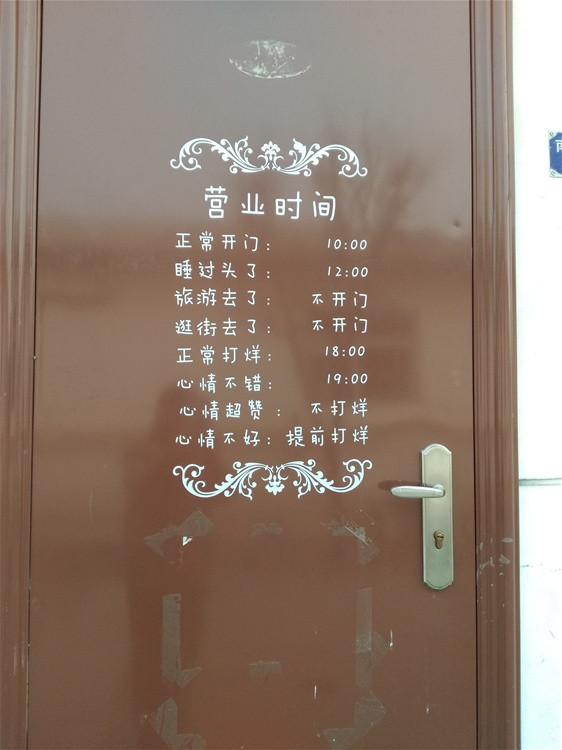 营业时间
正常开门： 10:00
睡过头了： 12:00
旅游去了： 不开门
逛街去了： 不开门
正常打烊： 18:00
心情不错： 19:00
心情超赞： 不打烊
心情不好：提前打烊